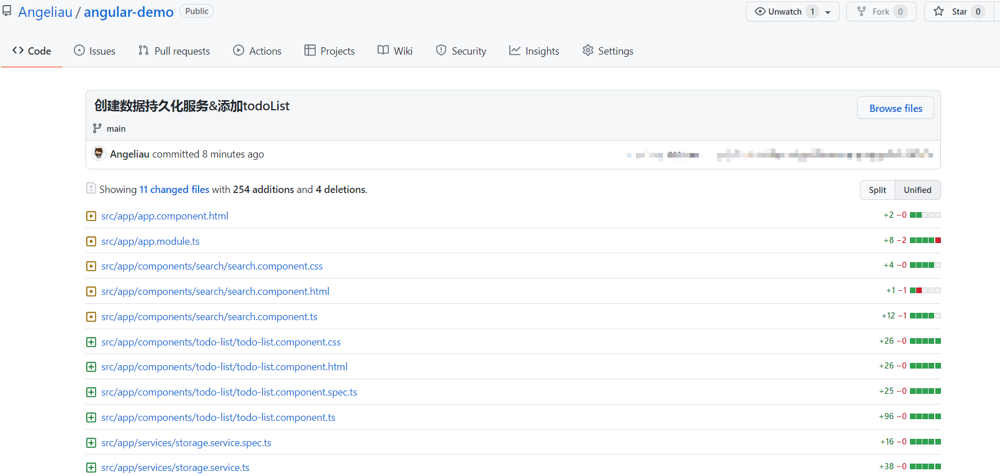 Angeliau / angular-demo Public
Unwatch 1 Fork 0 Star 0
Code Issues Pull requests Actions Projects Wiki Security Insights Settings
创建数据持久化服务&添加todoList
Browse files
main
Angeliau committed 8 minutes ago
Showing 11 changed files with 254 additions and 4 deletions.
Split Unified
src/app/app.component.html +2 −0
src/app/app.module.ts +8 −2
src/app/components/search/search.component.css +4 −0
src/app/components/search/search.component.html +1 −1
src/app/components/search/search.component.ts +12 −1
src/app/components/todo-list/todo-list.component.css +26 −0
src/app/components/todo-list/todo-list.component.html +26 −0
src/app/components/todo-list/todo-list.component.spec.ts +25 −0
src/app/components/todo-list/todo-list.component.ts +96 −0
src/app/services/storage.service.spec.ts +16 −0
src/app/services/storage.service.ts +38 −0